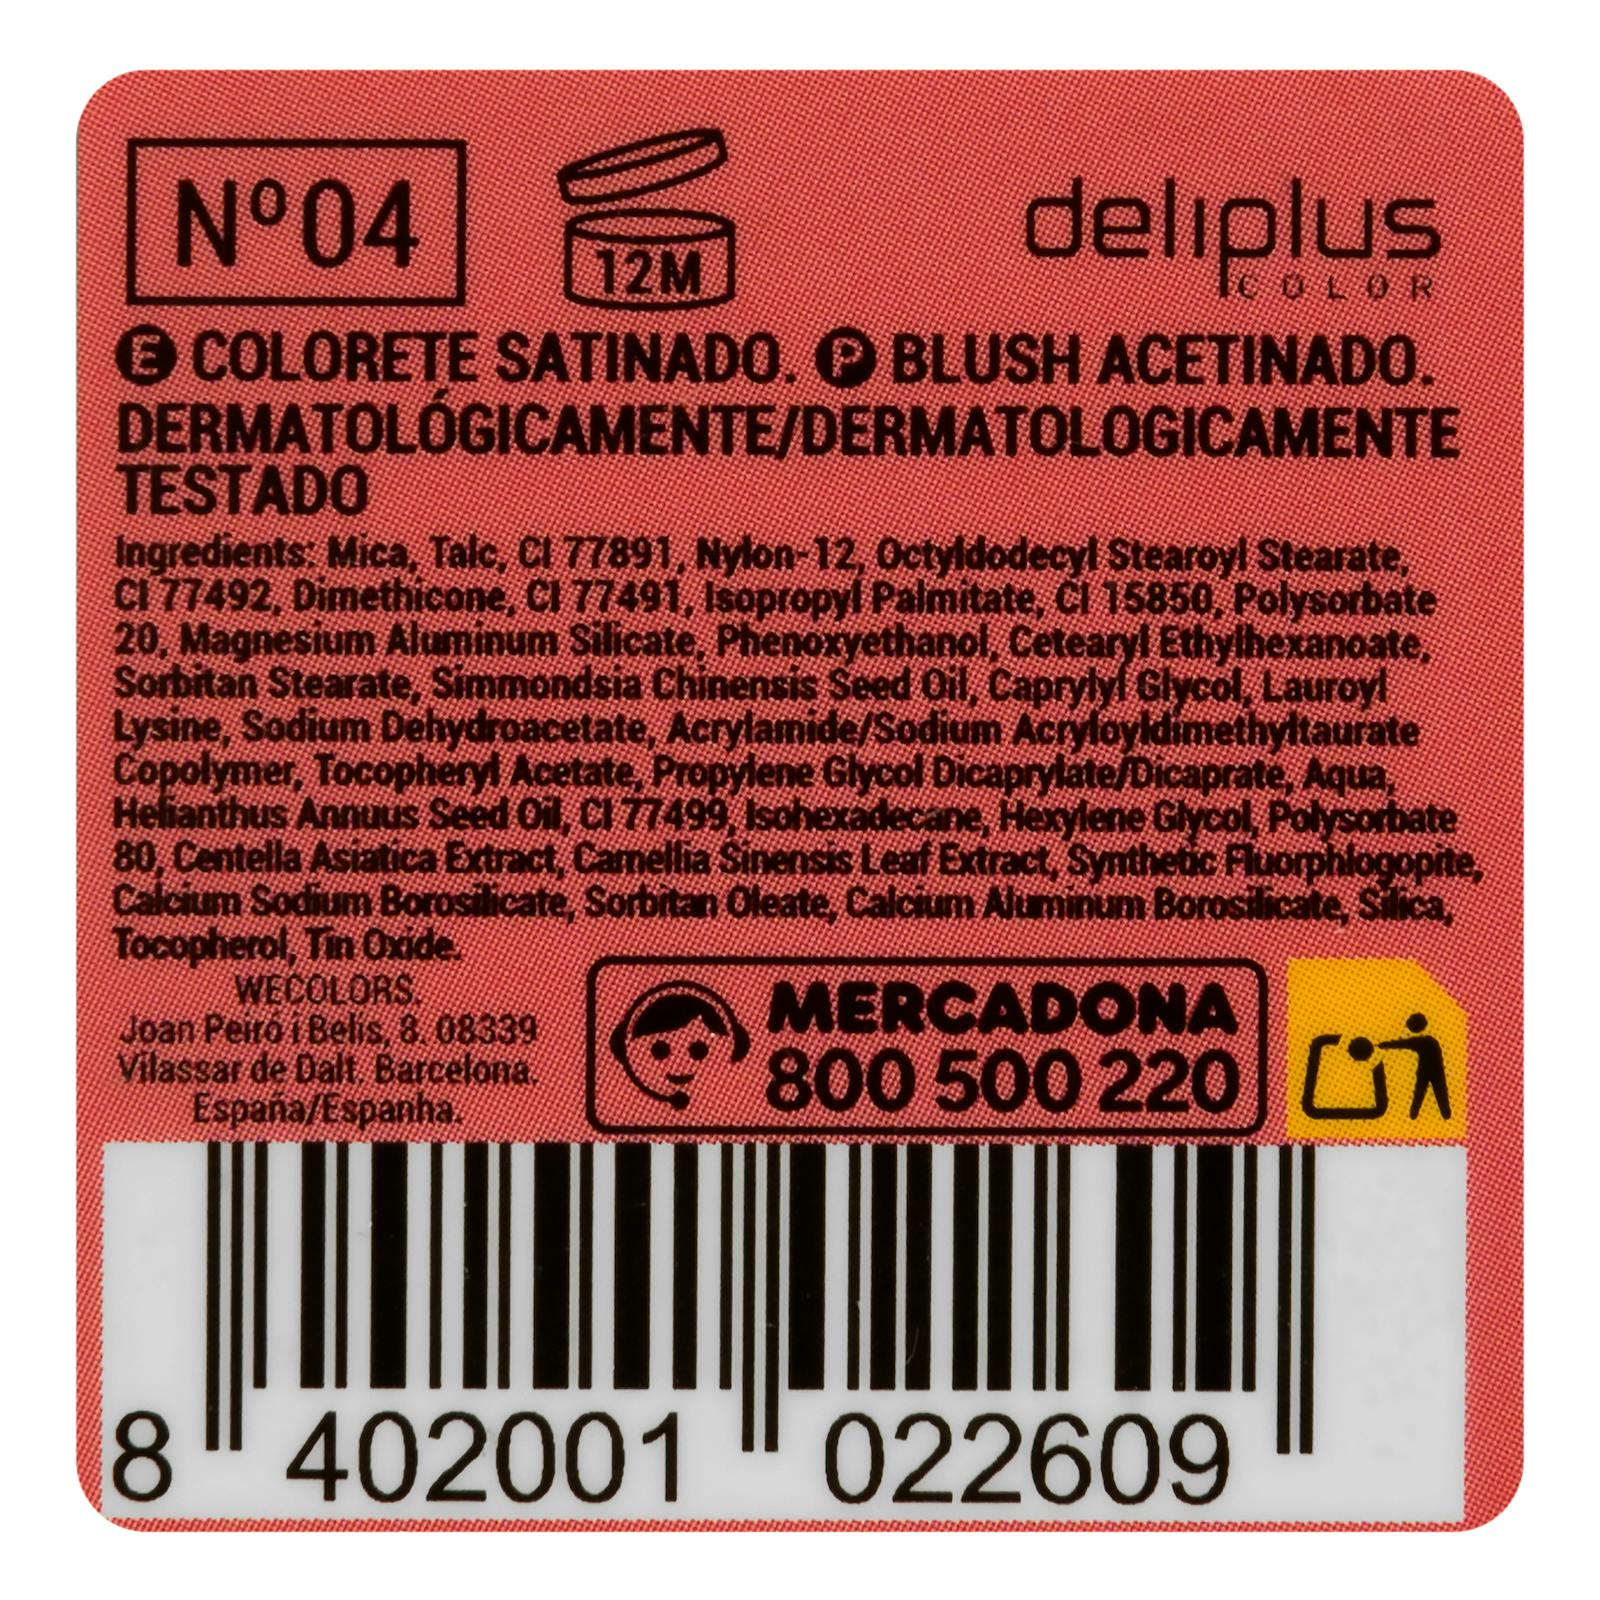 Nº04
12M
deliplus
COLOR
E COLORETE SATINADO. P BLUSH ACETINADO.
DERMATOLÓGICAMENTE/DERMATOLOGICAMENTE
TESTADO
Ingredients: Mica, Talc, CI 77891, Nylon-12, Octyldodecyl Stearoyl Stearate,
CI 77492, Dimethicone, CI 77491, Isopropyl Palmitate, CI 15850, Polysorbate
20, Magnesium Aluminum Silicate, Phenoxyethanol, Cetearyl Ethylhexanoate,
Sorbitan Stearate, Simmondsia Chinensis Seed Oil, Caprylyl Glycol, Lauroyl
Lysine, Sodium Dehydroacetate, Acrylamide/Sodium Acryloyldimethyltaurate
Copolymer, Tocopheryl Acetate, Propylene Glycol Dicaprylate/Dicaprate, Aqua,
Helianthus Annuus Seed Oil, CI 77499, Isohexadecane, Hexylene Glycol, Polysorbate
80, Centella Asiatica Extract, Camellia Sinensis Leaf Extract, Synthetic Fluorphlogopite,
Calcium Sodium Borosilicate, Sorbitan Oleate, Calcium Aluminum Borosilicate, Silica,
Tocopherol, Tin Oxide.
WECOLORS.
Joan Peiró i Belis, 8. 08339
Vilassar de Dalt. Barcelona.
España/Espanha.
MERCADONA
800 500 220
8 402001 022609